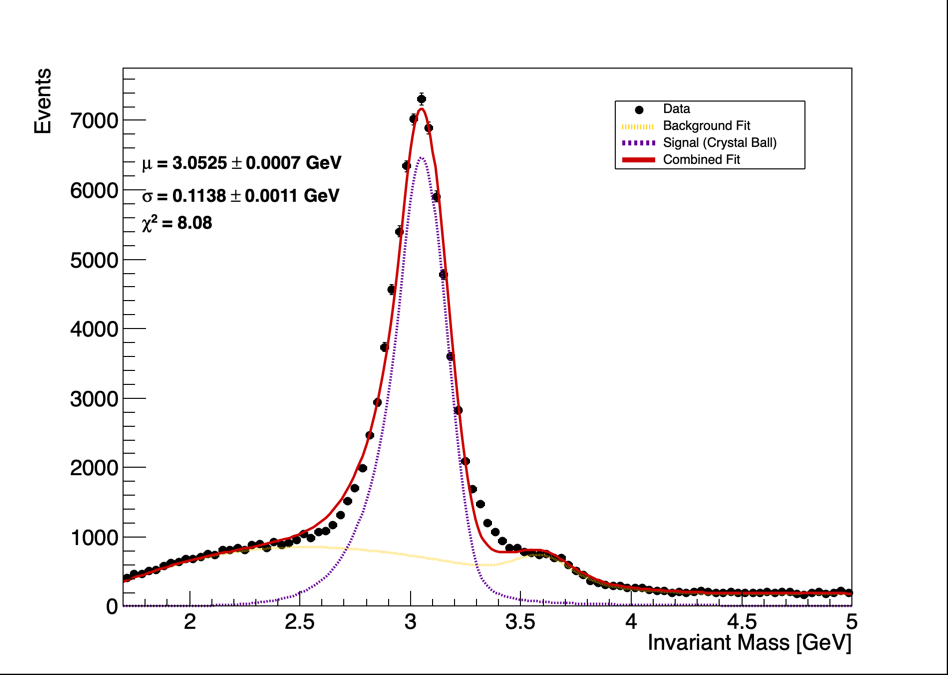 Events
7000
6000
5000
4000
3000
2000
1000
0
μ = 3.0525 ± 0.0007 GeV
σ = 0.1138 ± 0.0011 GeV
χ² = 8.08
Data
Background Fit
Signal (Crystal Ball)
Combined Fit
2 2.5 3 3.5 4 4.5 5
Invariant Mass [GeV]